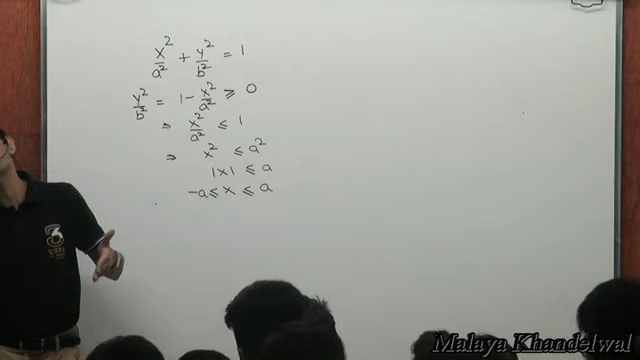 x²/a² + y²/b² = 1
y²/b² = 1 - x²/a² ≥ 0
⇒ x²/a² ≤ 1
⇒ x² ≤ a²
|x| ≤ a
-a ≤ x ≤ a
Malaya Khandelwal